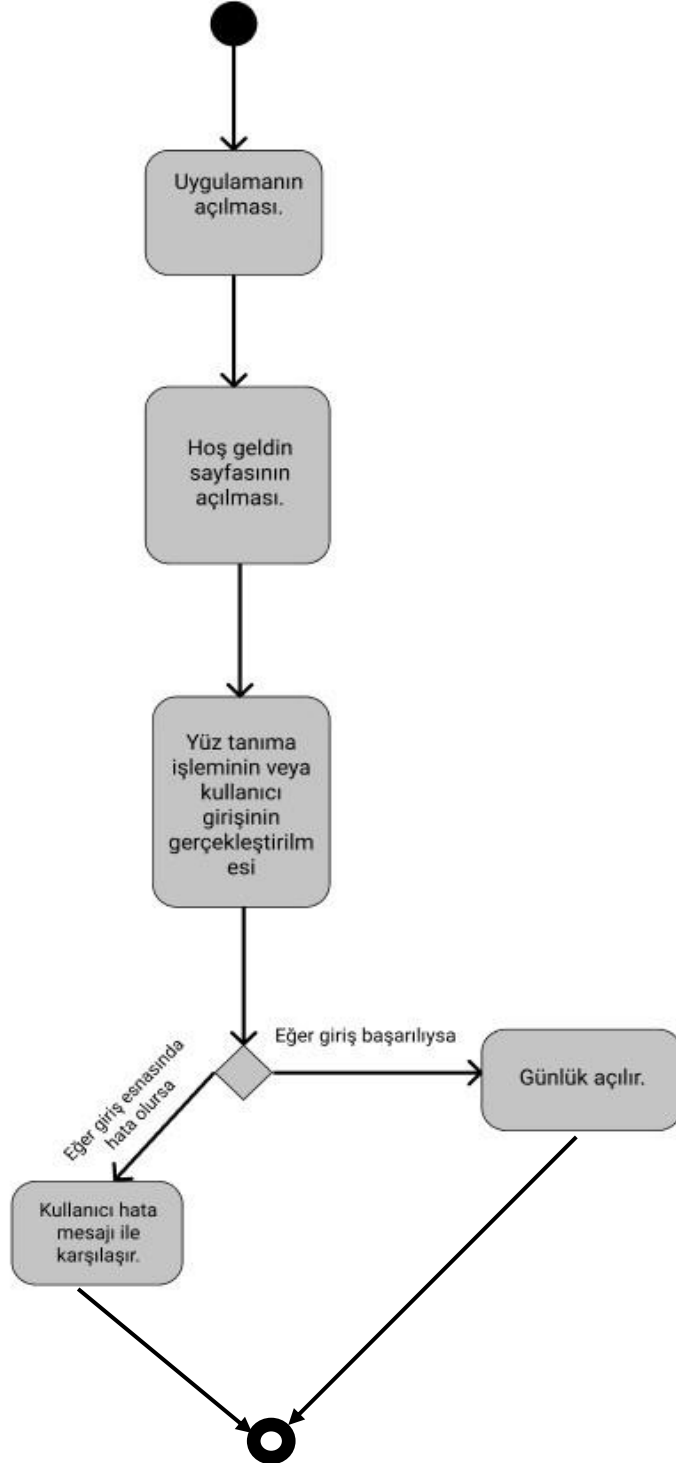 Uygulamanın
açılması.
Hoş geldin
sayfasının
açılması.
Yüz tanıma
işleminin veya
kullanıcı
girişinin
gerçekleştirilm
esi
Eğer giriş başarılıysa
Günlük açılır.
Eğer giriş esnasında
hata olursa
Kullanıcı hata
mesajı ile
karşılaşır.